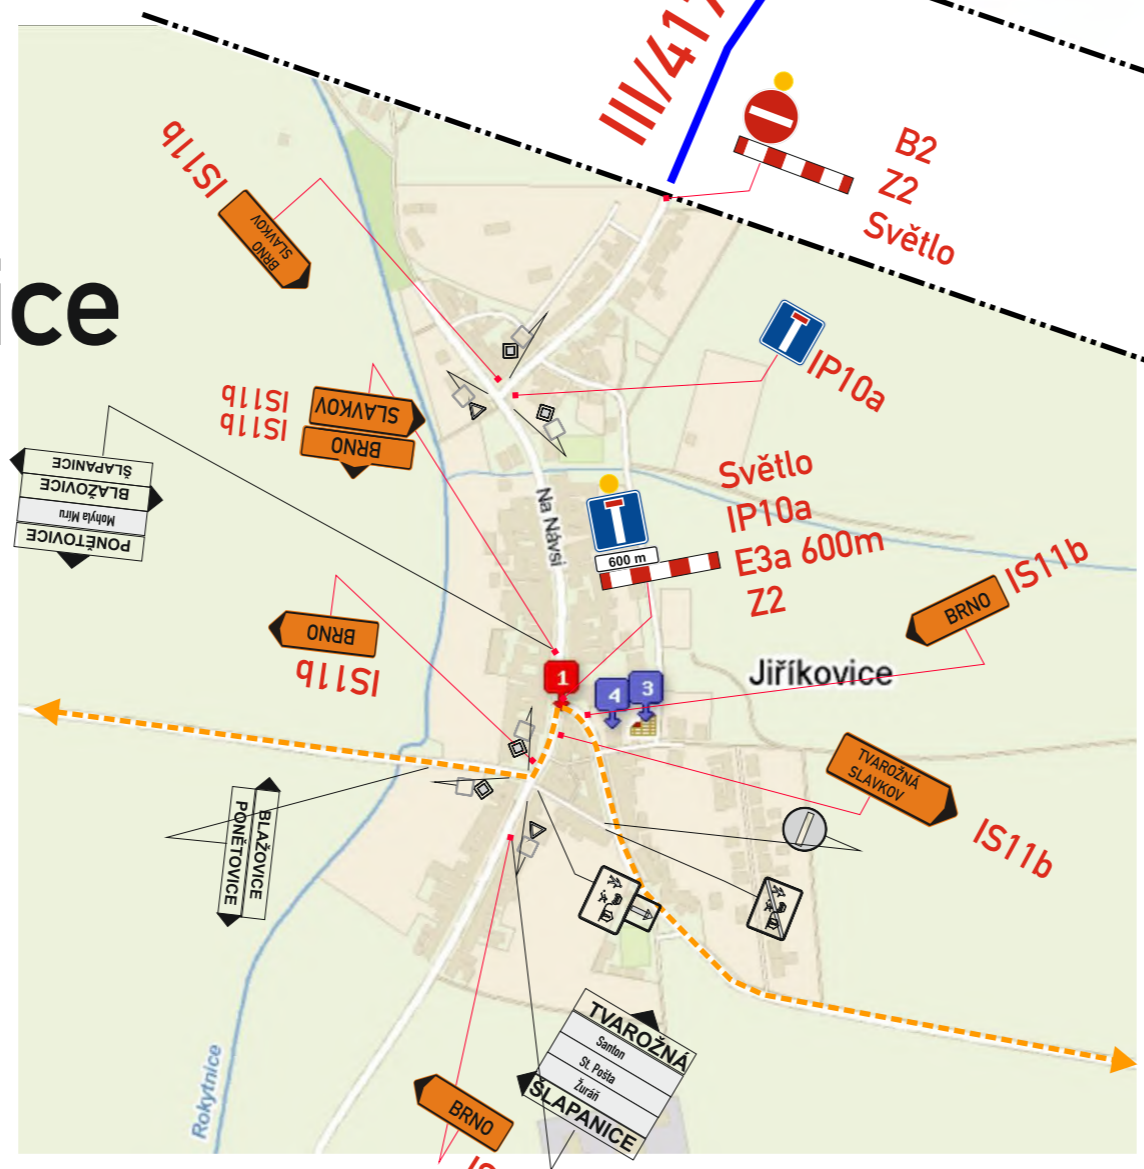 III/417
B2
Z2
Světlo
IS11b
BRNO
SLAVKOV
ice
IP10a
IS11b
IS11b
SLAVKOV
BRNO
ŠLAPANICE
BLAŽOVICE
Mohyla Míru
PONĚTOVICE
Na Návsi
Světlo
IP10a
E3a 600m
Z2
600 m
IS11b
BRNO
BRNO
IS11b
1
4
3
Jiříkovice
TVAROŽNÁ
SLAVKOV
IS11b
BLAŽOVICE
PONĚTOVICE
TVAROŽNÁ
Santon
St. Pošta
Žuráň
ŠLAPANICE
Rokytnice
BRNO